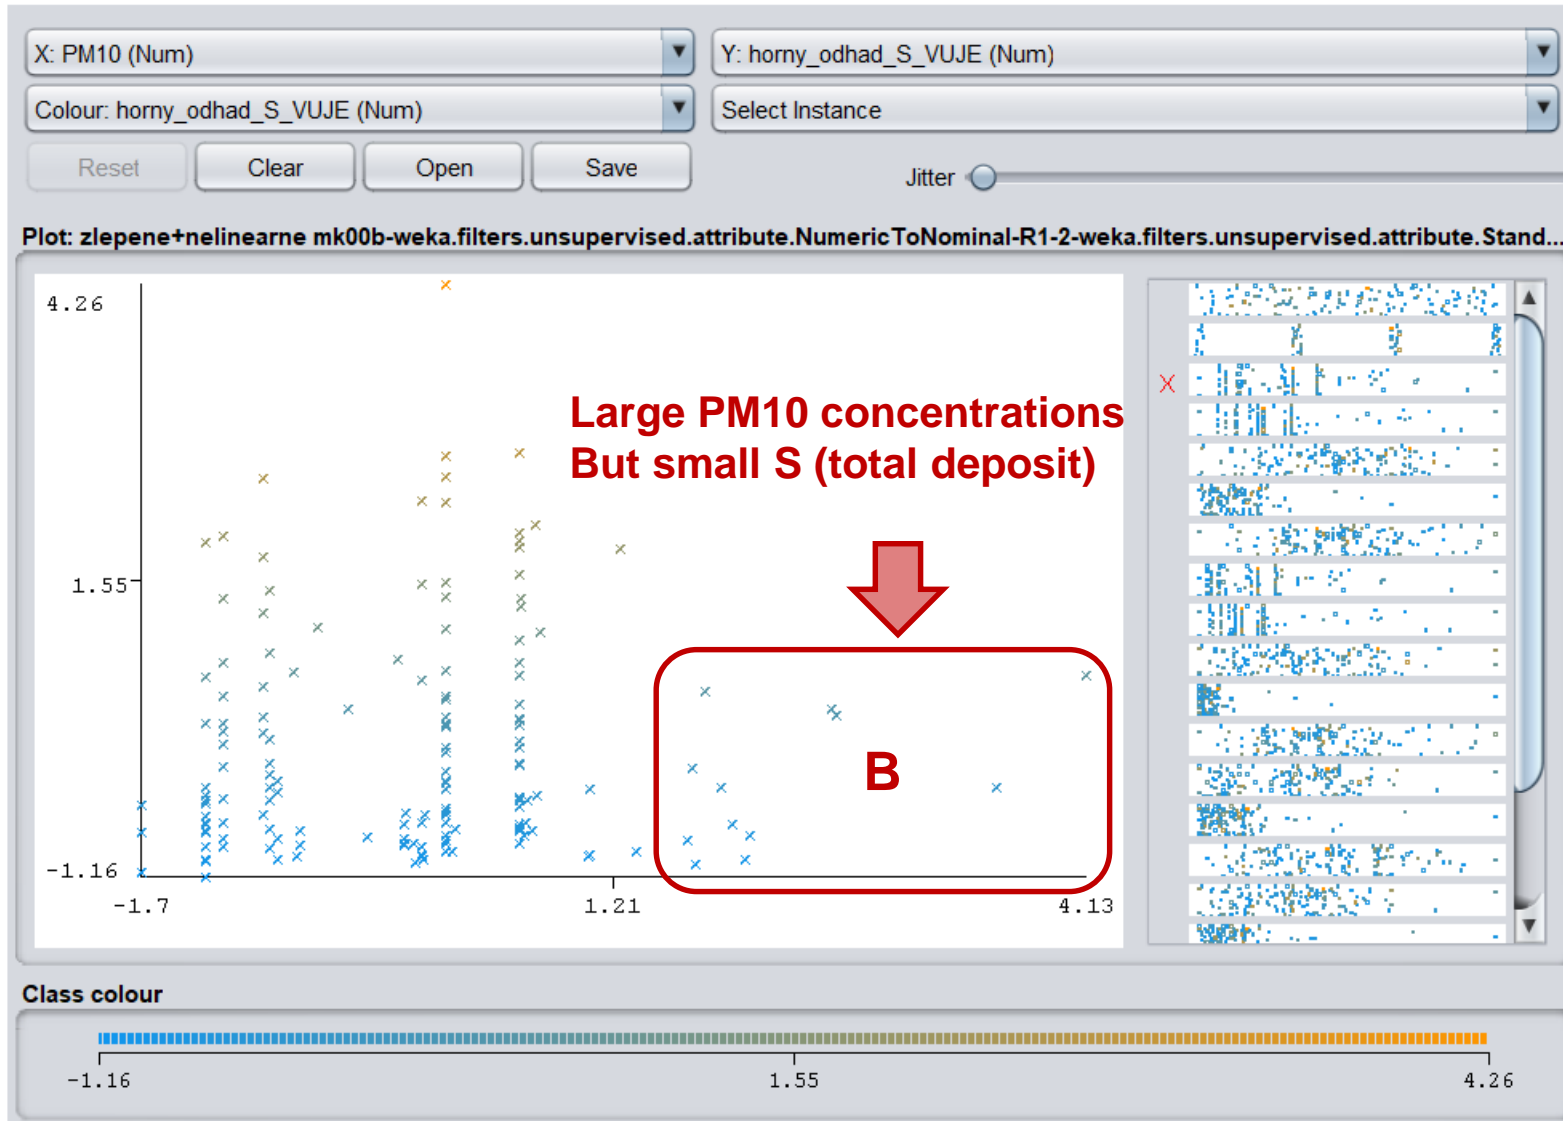 X: PM10 (Num)
Y: horny_odhad_S_VUJE (Num)
Colour: horny_odhad_S_VUJE (Num)
Select Instance
Reset
Clear
Open
Save
Jitter
Plot: zlepene+nelinearne mk00b-weka.filters.unsupervised.attribute.NumericToNominal-R1-2-weka.filters.unsupervised.attribute.Stand...
4.26
1.55
-1.16
-1.7
1.21
4.13
Large PM10 concentrations
But small S (total deposit)
B
X
Class colour
-1.16
1.55
4.26